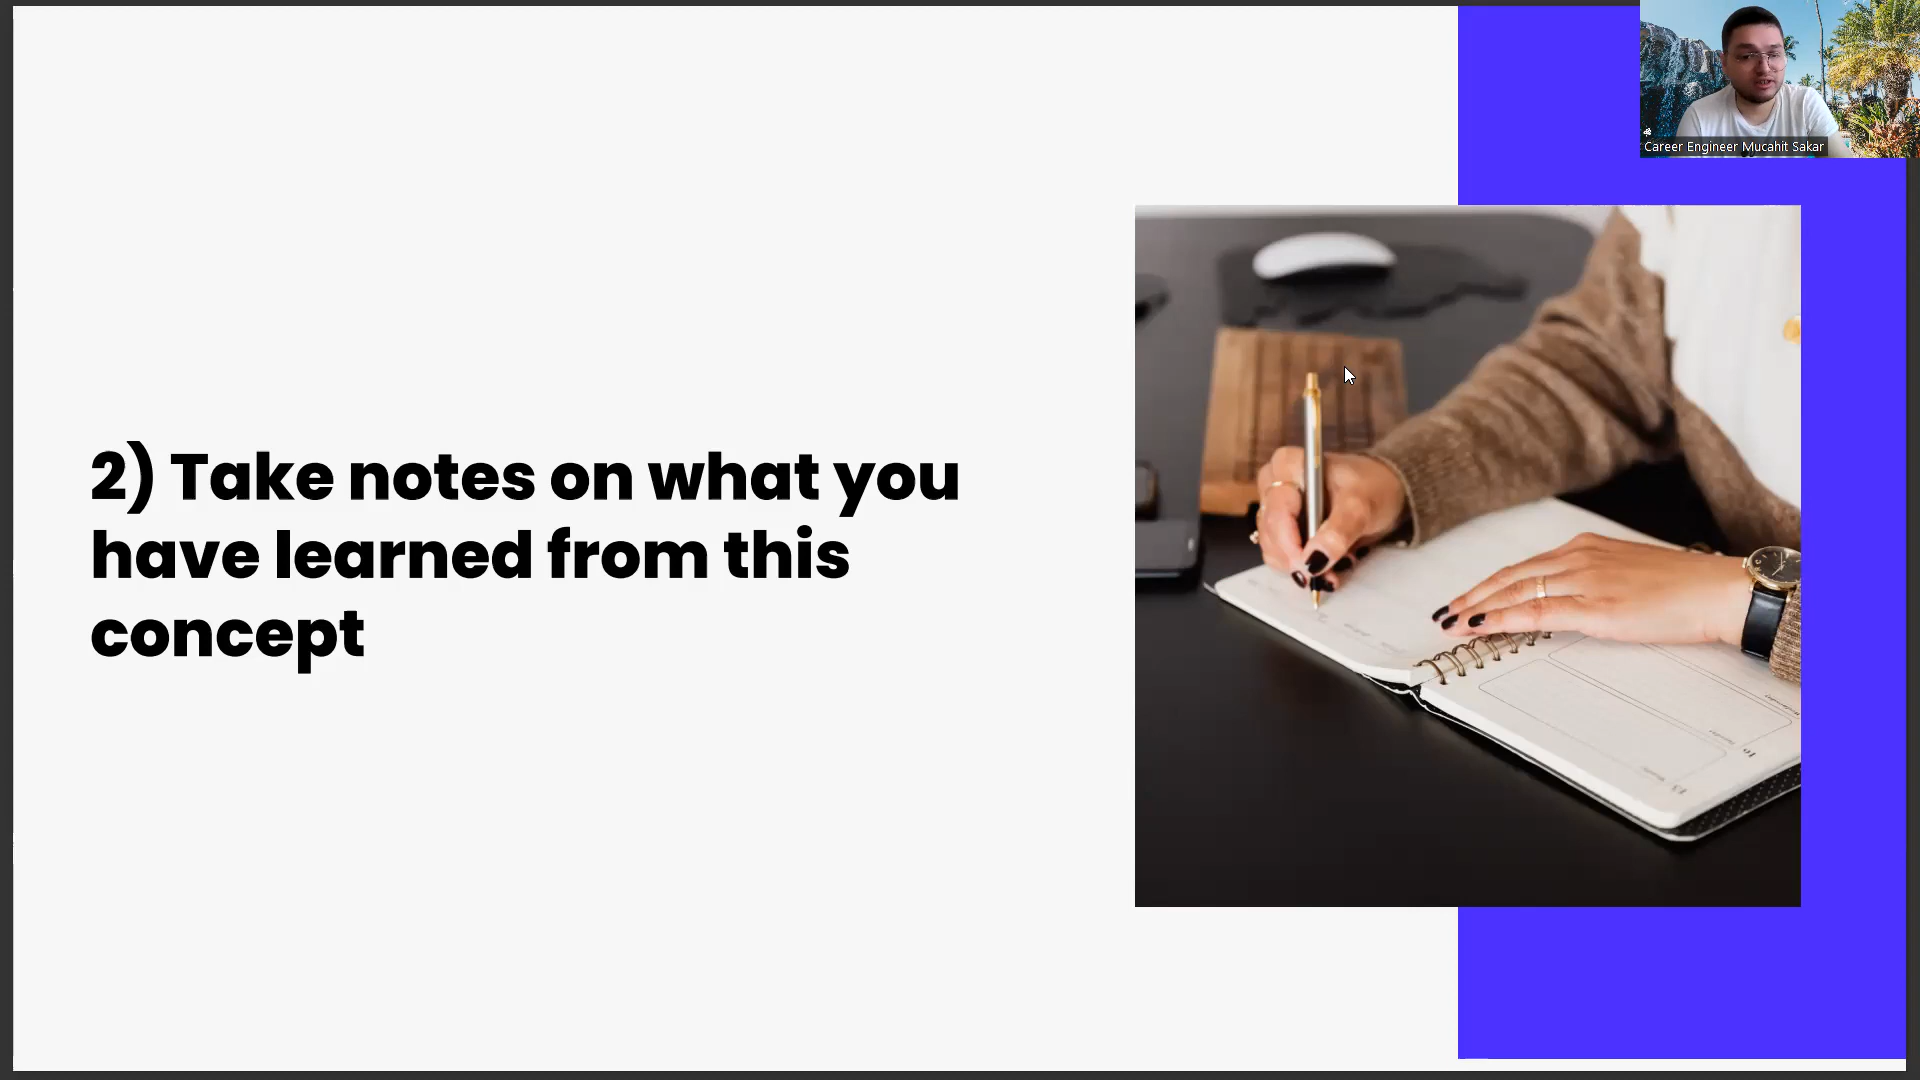 Career Engineer Mucahit Sakar
2) Take notes on what you
have learned from this
concept